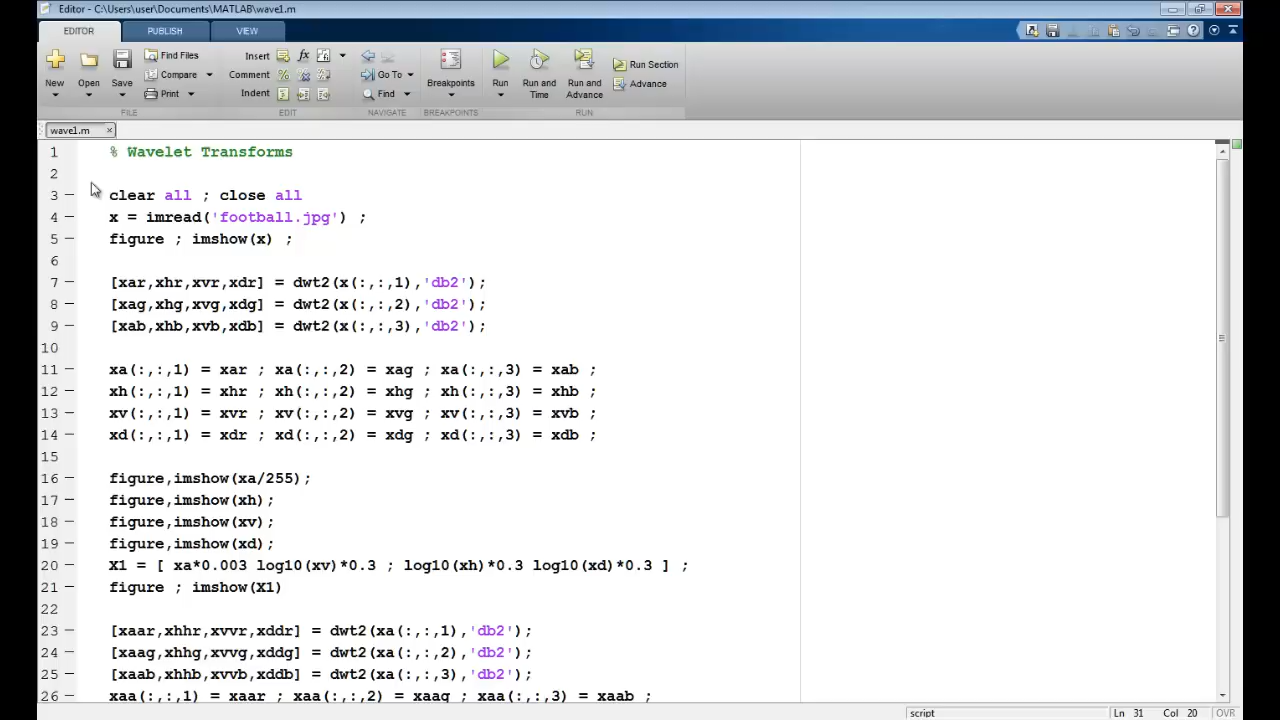 Editor - C:\Users\user\Documents\MATLAB\wave1.m
EDITOR PUBLISH VIEW
New Open Save Find Files Compare Print
Insert fx Comment Indent
Go To Find
Breakpoints
Run Run and Time Run and Advance Run Section Advance
FILE EDIT NAVIGATE BREAKPOINTS RUN
wave1.m ×
1 % Wavelet Transforms
2
3 clear all ; close all
4 x = imread('football.jpg') ;
5 figure ; imshow(x) ;
6
7 [xar,xhr,xvr,xdr] = dwt2(x(:,:,1),'db2');
8 [xag,xhg,xvg,xdg] = dwt2(x(:,:,2),'db2');
9 [xab,xhb,xvb,xdb] = dwt2(x(:,:,3),'db2');
10
11 xa(:,:,1) = xar ; xa(:,:,2) = xag ; xa(:,:,3) = xab ;
12 xh(:,:,1) = xhr ; xh(:,:,2) = xhg ; xh(:,:,3) = xhb ;
13 xv(:,:,1) = xvr ; xv(:,:,2) = xvg ; xv(:,:,3) = xvb ;
14 xd(:,:,1) = xdr ; xd(:,:,2) = xdg ; xd(:,:,3) = xdb ;
15
16 figure,imshow(xa/255);
17 figure,imshow(xh);
18 figure,imshow(xv);
19 figure,imshow(xd);
20 X1 = [ xa*0.003 log10(xv)*0.3 ; log10(xh)*0.3 log10(xd)*0.3 ] ;
21 figure ; imshow(X1)
22
23 [xaar,xhhr,xvvr,xddr] = dwt2(xa(:,:,1),'db2');
24 [xaag,xhhg,xvvg,xddg] = dwt2(xa(:,:,2),'db2');
25 [xaab,xhhb,xvvb,xddb] = dwt2(xa(:,:,3),'db2');
26 xaa(:,:,1) = xaar ; xaa(:,:,2) = xaag ; xaa(:,:,3) = xaab ;
script Ln 31 Col 20 OVR